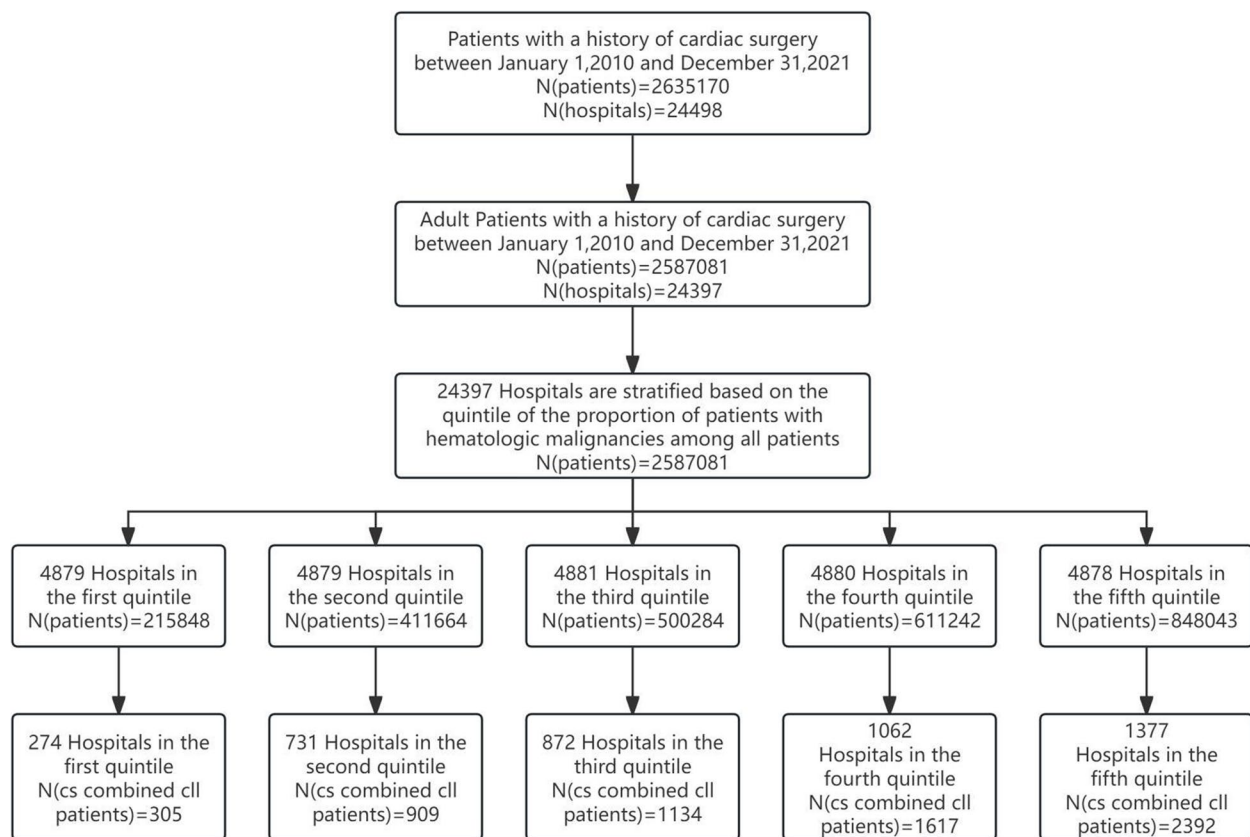 Patients with a history of cardiac surgery
between January 1,2010 and December 31,2021
N(patients)=2635170
N(hospitals)=24498
Adult Patients with a history of cardiac surgery
between January 1,2010 and December 31,2021
N(patients)=2587081
N(hospitals)=24397
24397 Hospitals are stratified based on the
quintile of the proportion of patients with
hematologic malignancies among all patients
N(patients)=2587081
4879 Hospitals in
the first quintile
N(patients)=215848
4879 Hospitals in
the second quintile
N(patients)=411664
4881 Hospitals in
the third quintile
N(patients)=500284
4880 Hospitals in
the fourth quintile
N(patients)=611242
4878 Hospitals in
the fifth quintile
N(patients)=848043
274 Hospitals in the
first quintile
N(cs combined cll
patients)=305
731 Hospitals in the
second quintile
N(cs combined cll
patients)=909
872 Hospitals in the
third quintile
N(cs combined cll
patients)=1134
1062
Hospitals in the
fourth quintile
N(cs combined cll
patients)=1617
1377
Hospitals in the
fifth quintile
N(cs combined cll
patients)=2392